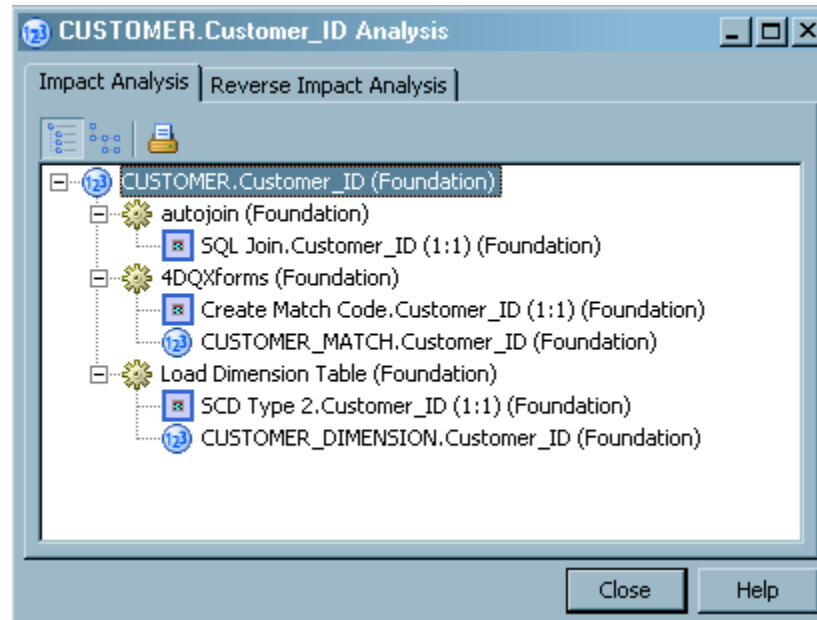 CUSTOMER.Customer_ID Analysis
Impact Analysis
Reverse Impact Analysis
CUSTOMER.Customer_ID (Foundation)
autojoin (Foundation)
SQL Join.Customer_ID (1:1) (Foundation)
4DQXforms (Foundation)
Create Match Code.Customer_ID (1:1) (Foundation)
CUSTOMER_MATCH.Customer_ID (Foundation)
Load Dimension Table (Foundation)
SCD Type 2.Customer_ID (1:1) (Foundation)
CUSTOMER_DIMENSION.Customer_ID (Foundation)
Close
Help